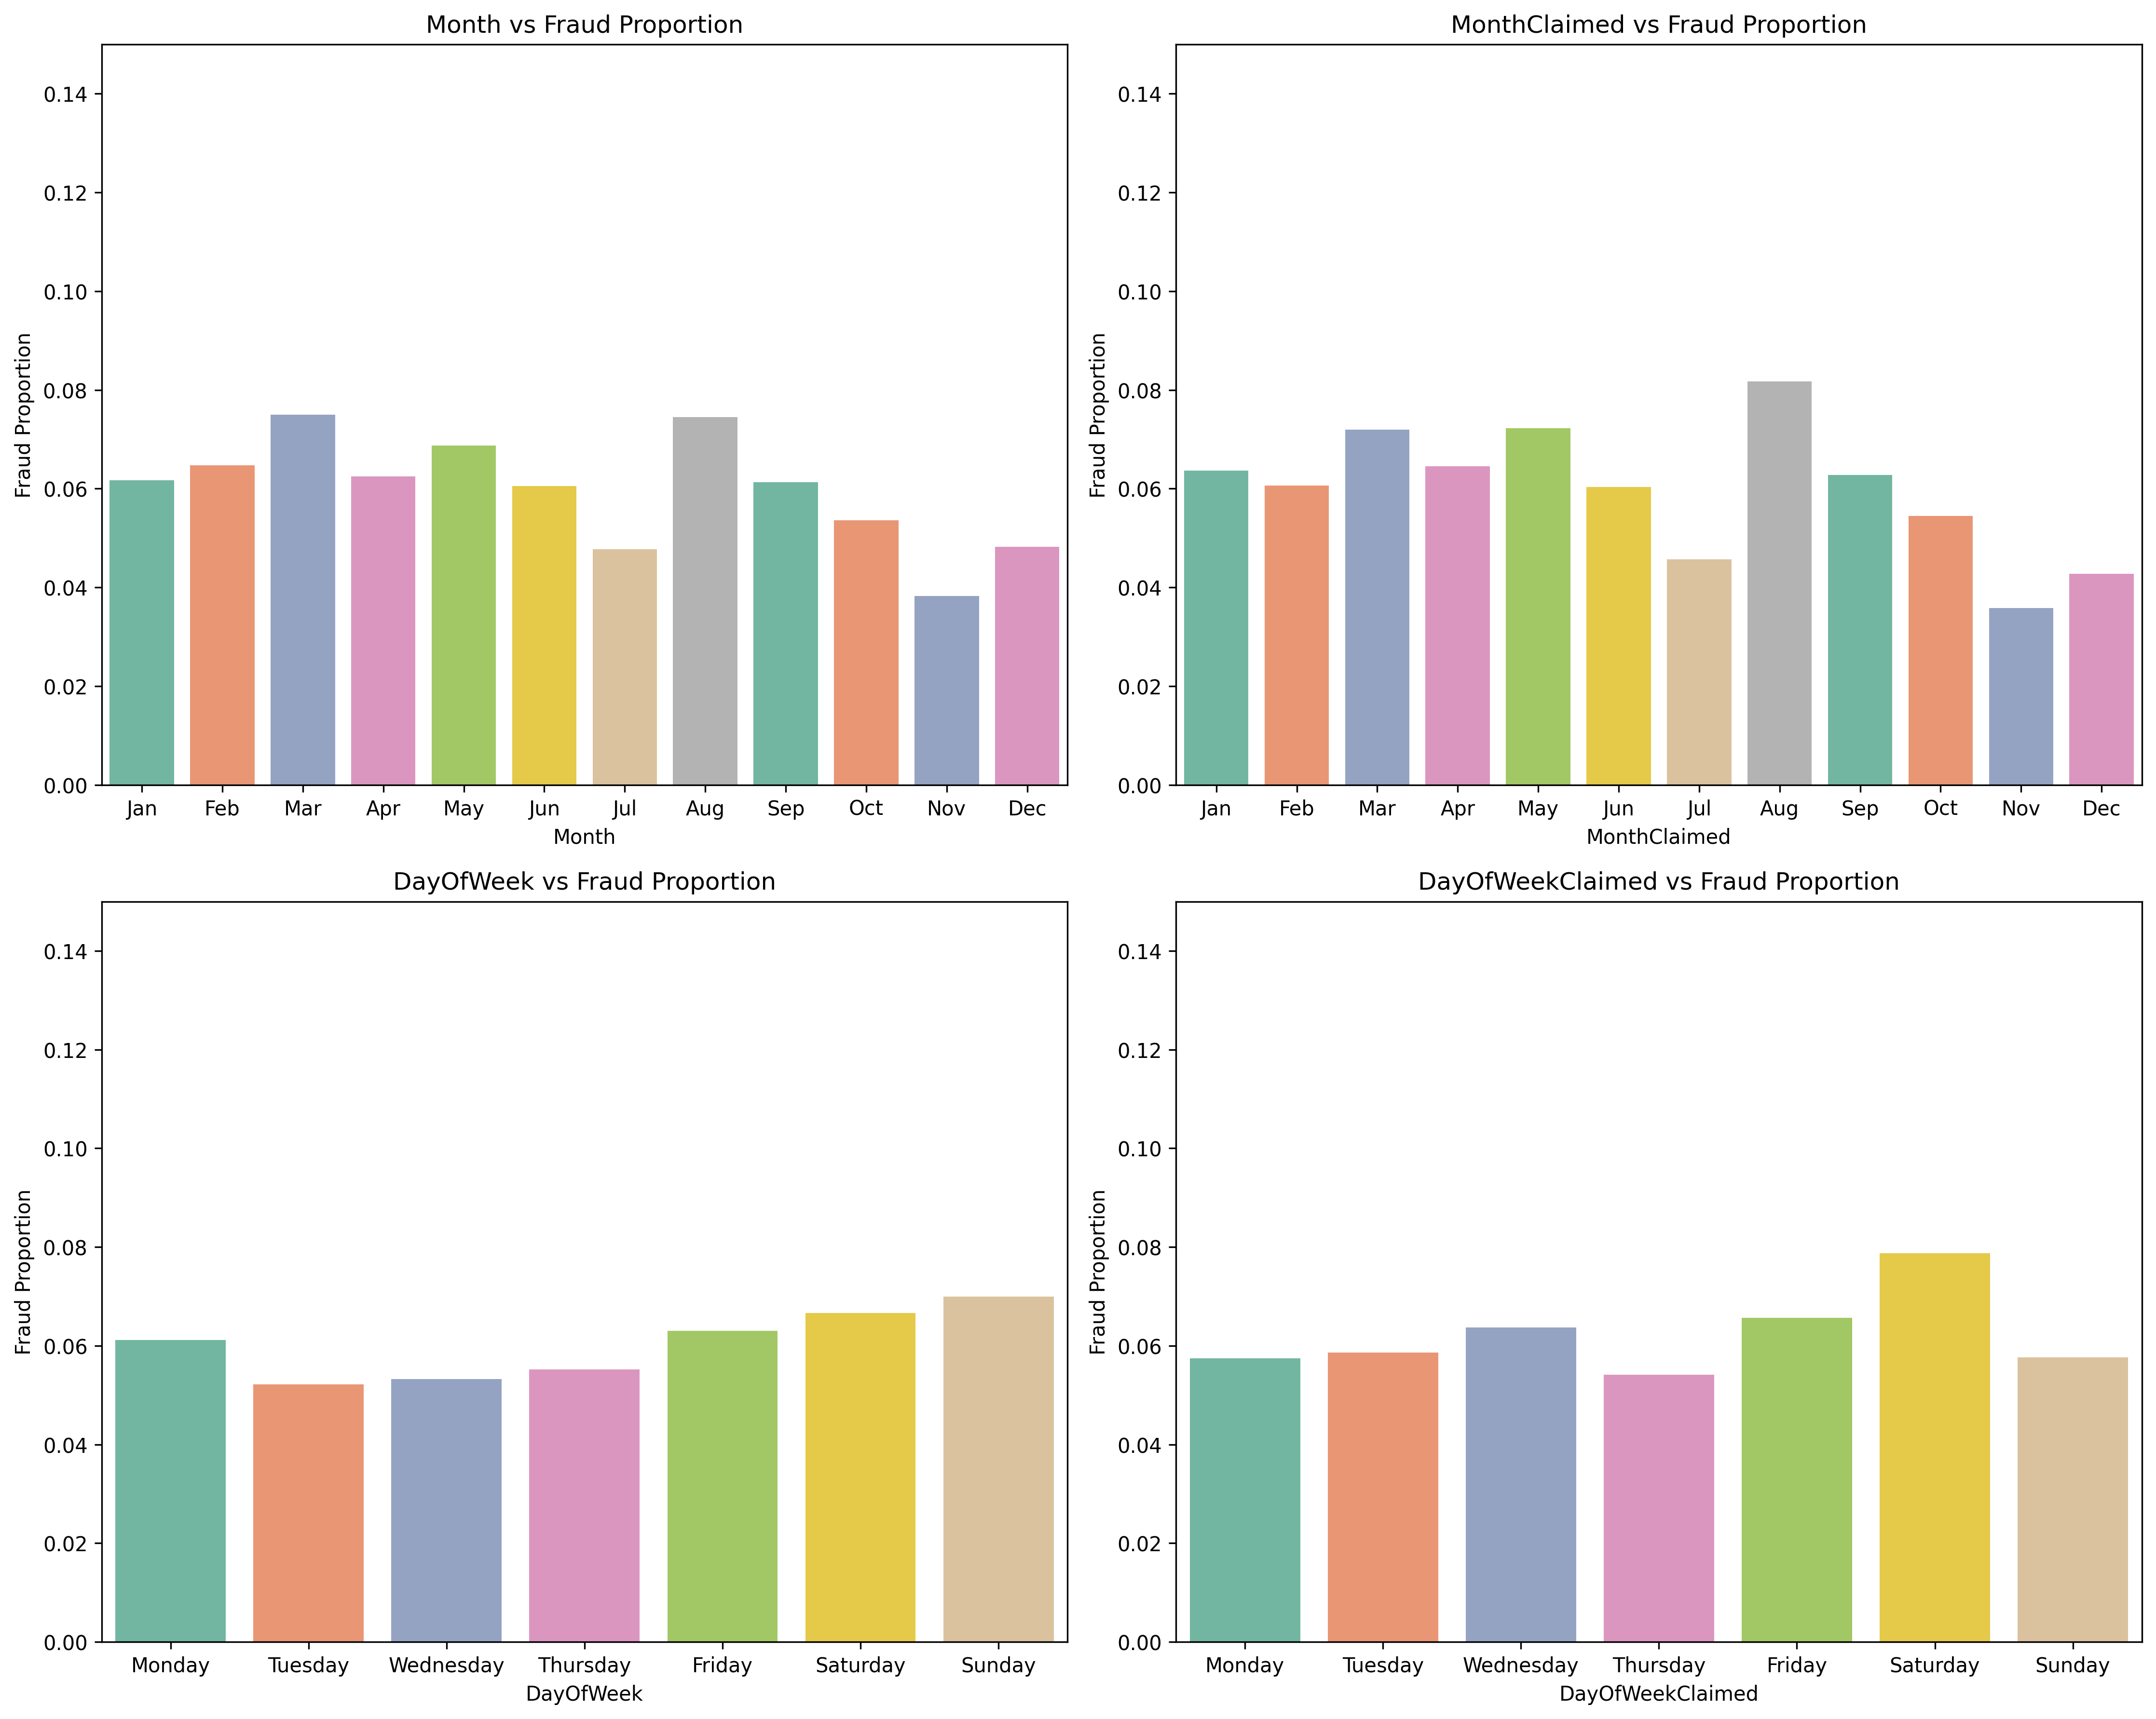 Month vs Fraud Proportion
0.14
0.12
0.10
0.08
0.06
0.04
0.02
0.00
Fraud Proportion
Jan Feb Mar Apr May Jun Jul Aug Sep Oct Nov Dec
Month
MonthClaimed vs Fraud Proportion
0.14
0.12
0.10
0.08
0.06
0.04
0.02
0.00
Fraud Proportion
Jan Feb Mar Apr May Jun Jul Aug Sep Oct Nov Dec
MonthClaimed
DayOfWeek vs Fraud Proportion
0.14
0.12
0.10
0.08
0.06
0.04
0.02
0.00
Fraud Proportion
Monday Tuesday Wednesday Thursday Friday Saturday Sunday
DayOfWeek
DayOfWeekClaimed vs Fraud Proportion
0.14
0.12
0.10
0.08
0.06
0.04
0.02
0.00
Fraud Proportion
Monday Tuesday Wednesday Thursday Friday Saturday Sunday
DayOfWeekClaimed